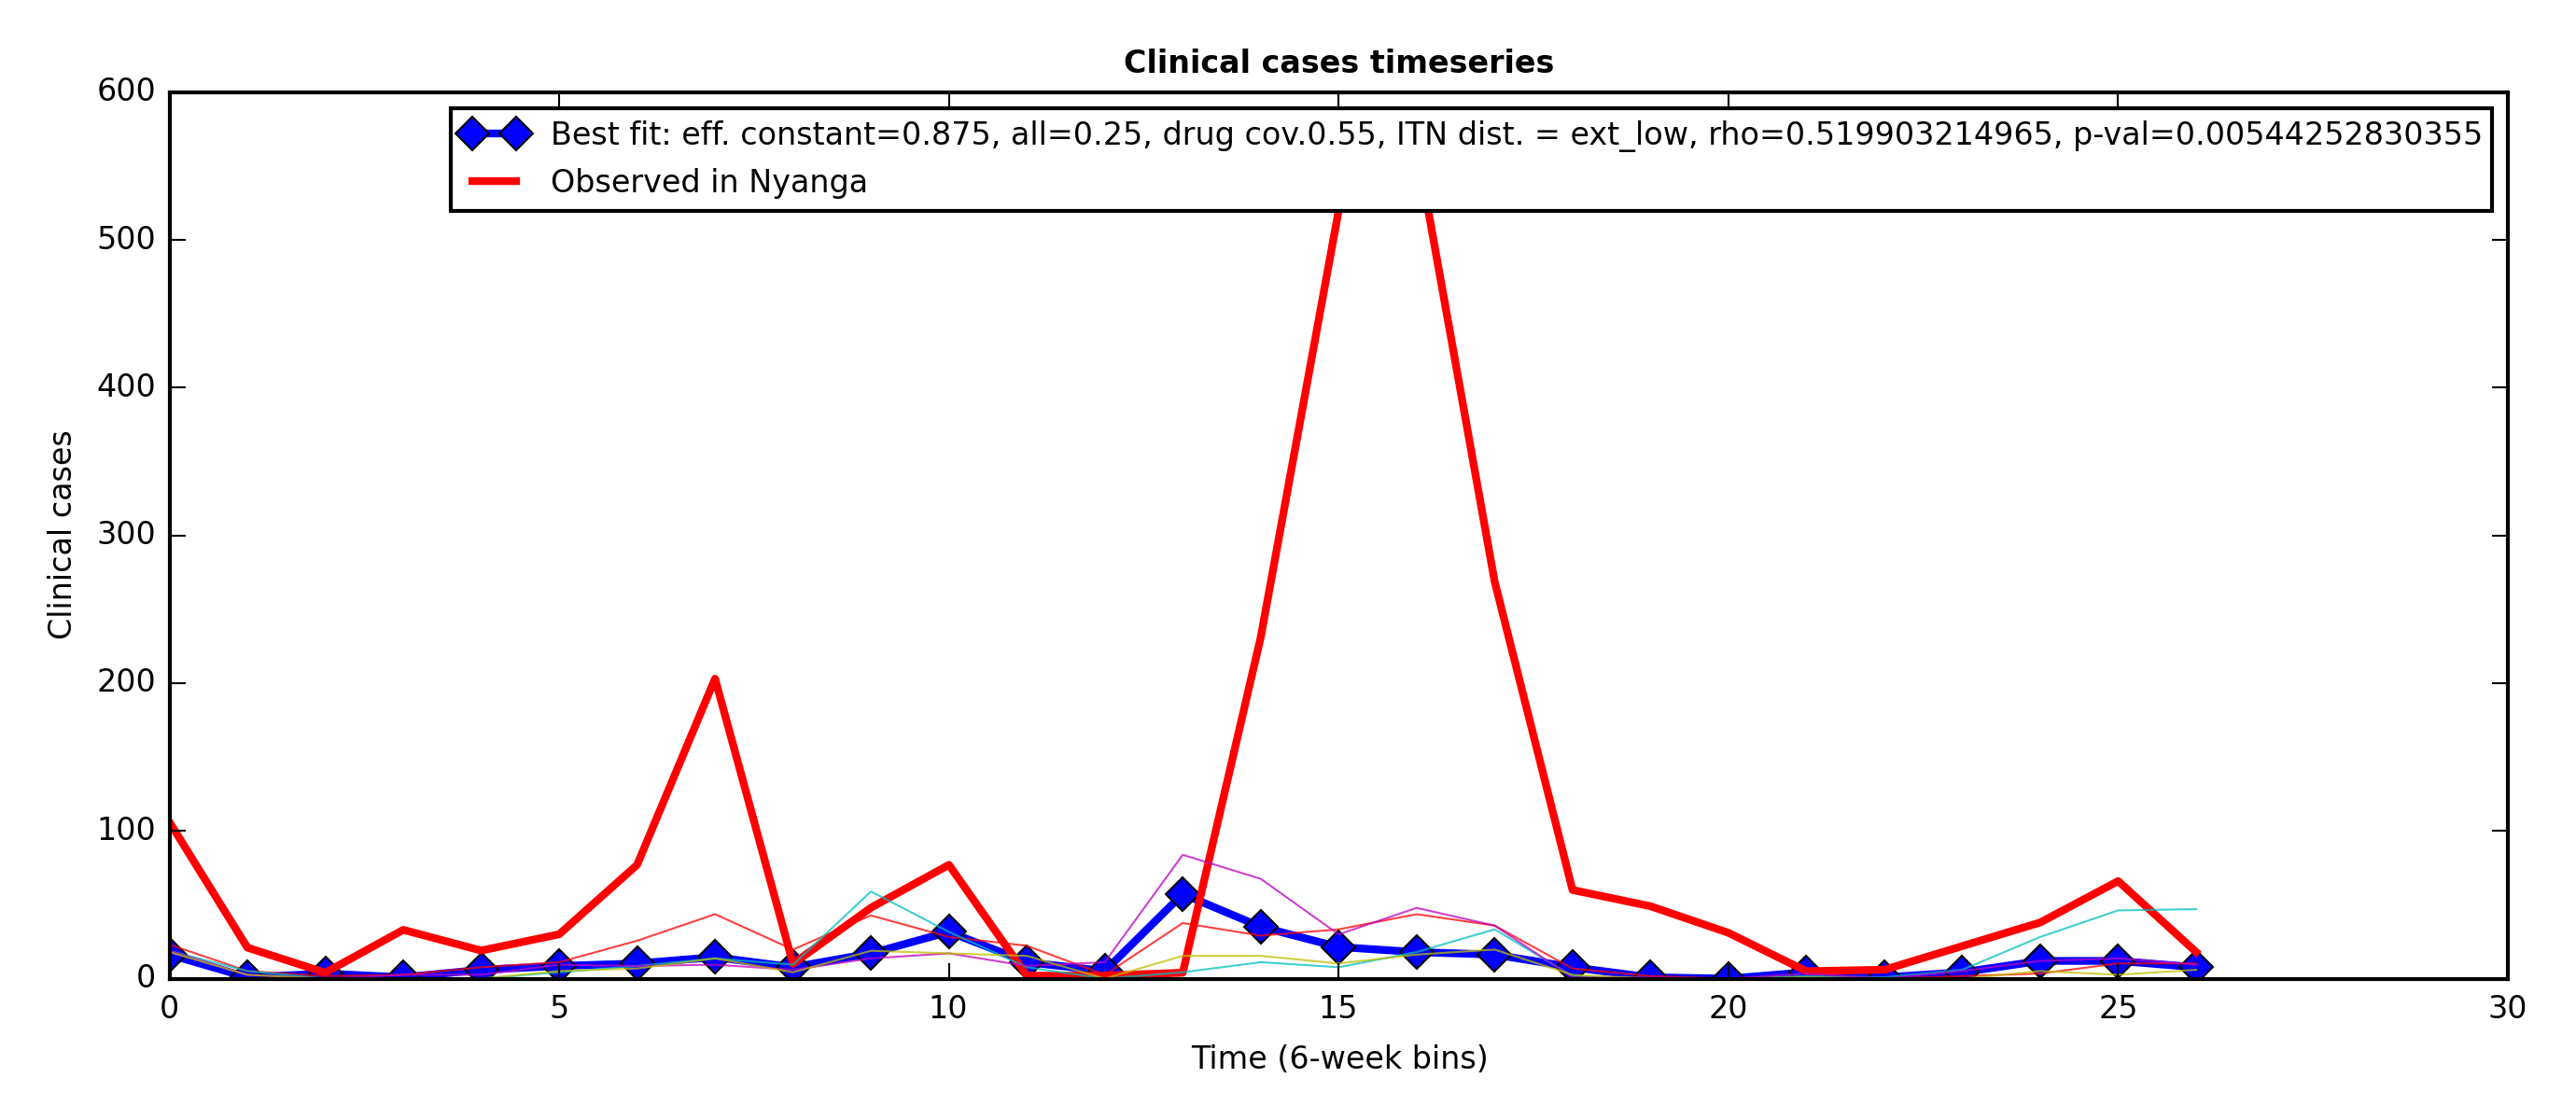 Clinical cases timeseries
600
Best fit: eff. constant=0.875, all=0.25, drug cov.0.55, ITN dist. = ext_low, rho=0.519903214965, p-val=0.00544252830355
Observed in Nyanga
500
400
300
200
100
0
Clinical cases
0 5 10 15 20 25 30
Time (6-week bins)